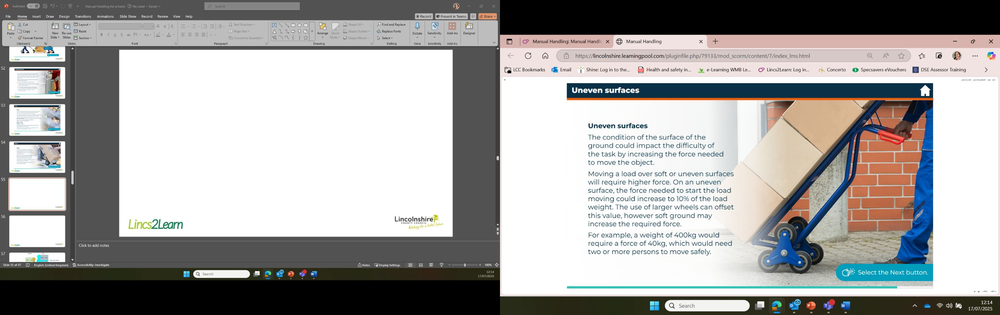 AutoSave
Manual Handling for schools
No Label • Saved
Search
File Home Insert Draw Design Transitions Animations Slide Show Record Review View Help
Record
Present in Teams
Share
Paste
Cut
Copy
Format Painter
Clipboard
New Slide
Re-use Slides
Layout
Reset
Section
Slides
Font
Text Direction
Align Text
Convert to SmartArt
Paragraph
Arrange
Quick Styles
Shape Fill
Shape Outline
Shape Effects
Drawing
Find and Replace
Replace Fonts
Select
Editing
Dictate
Voice
Sensitivity
Sensitivity
Add-ins
Add-ins
Designer
52
53
54
55
56
57
Lincs2Learn
Lincolnshire
COUNTY COUNCIL
Working for a better future
Click to add notes
Slide 55 of 87
English (United Kingdom)
Accessibility: Investigate
Notes
Display Settings
100%
Search
12:14
17/07/2025
Manual Handling: Manual Handli
Manual Handling
https://lincolnshire.learningpool.com/pluginfile.php/79133/mod_scorm/content/7/index_lms.html
LCC Bookmarks
Email
Shine: Log in to the...
Health and safety in...
e-Learning WMB Le...
Lincs2Learn: Log in...
Concerto
Specsavers eVouchers
DSE Assessor Training
Uneven surfaces
Uneven surfaces
The condition of the surface of the
ground could impact the difficulty of
the task by increasing the force needed
to move the object.
Moving a load over soft or uneven surfaces
will require higher force. On an uneven
surface, the force needed to start the load
moving could increase to 10% of the load
weight. The use of larger wheels can offset
this value, however soft ground may
increase the required force.
For example, a weight of 400kg would
require a force of 40kg, which would need
two or more persons to move safely.
Select the Next button.
Search
12:14
17/07/2025